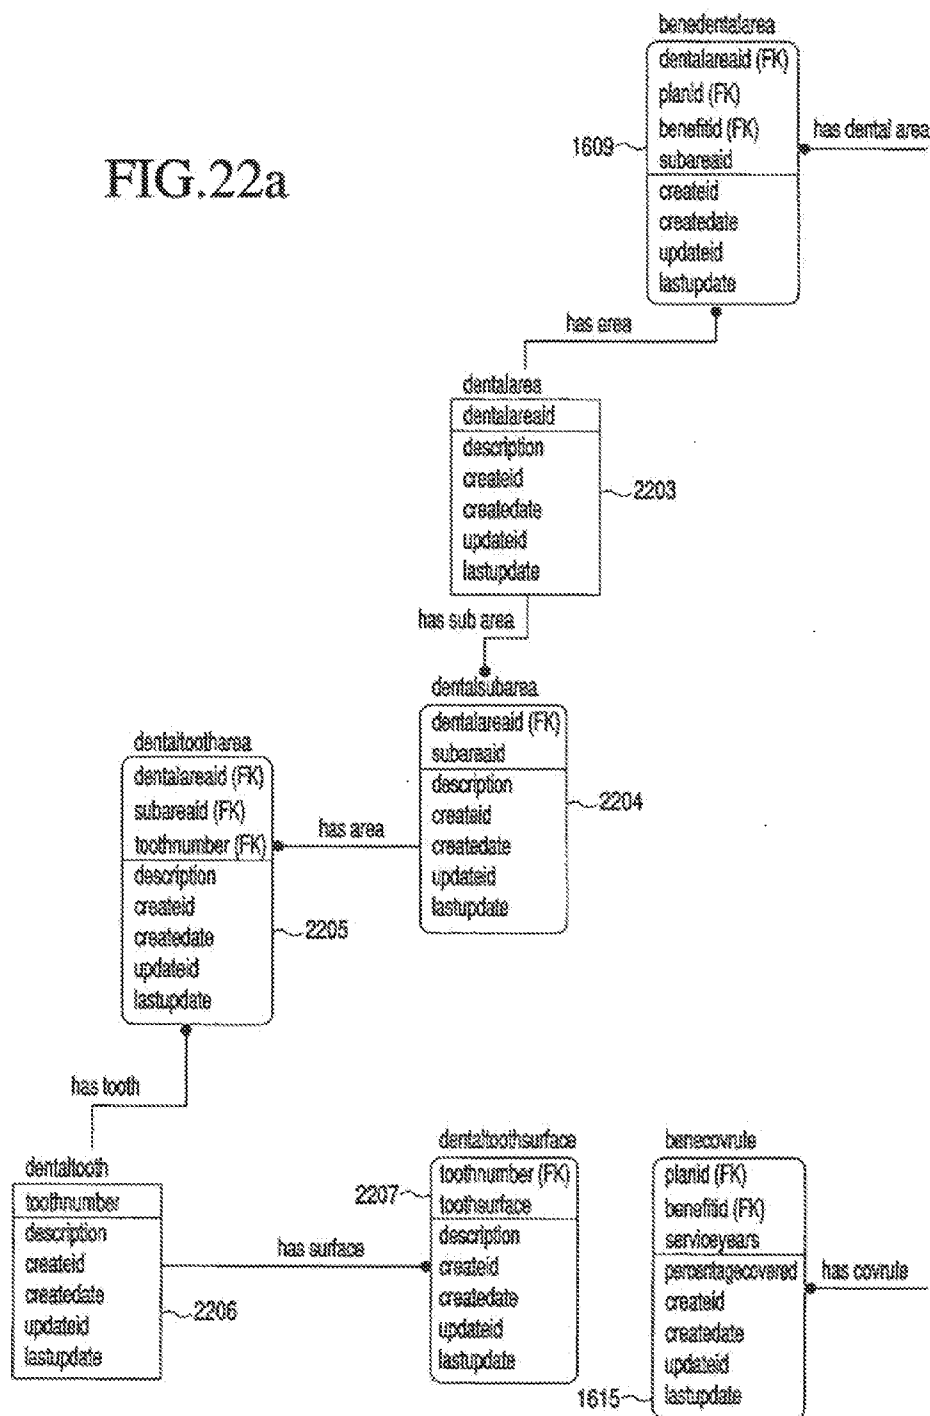 FIG.22a
benedentalarea
dentalareaid (FK)
planid (FK)
benefitid (FK)
subareaid
createid
createdate
updateid
lastupdate
1609
has dental area
has area
dentalarea
dentalareaid
description
createid
createdate
updateid
lastupdate
2203
has sub area
dentalsubarea
dentalareaid (FK)
subareaid
description
createid
createdate
updateid
lastupdate
2204
has area
dentaltootharea
dentalareaid (FK)
subareaid (FK)
toothnumber (FK)
description
createid
createdate
updateid
lastupdate
2205
has tooth
dentaltooth
toothnumber
description
createid
createdate
updateid
lastupdate
2206
has surface
dentaltoothsurface
toothnumber (FK)
toothsurface
description
createid
createdate
updateid
lastupdate
2207
benecovrule
planid (FK)
benefitid (FK)
serviceyears
percentagecovered
createid
createdate
updateid
lastupdate
1615
has covrule